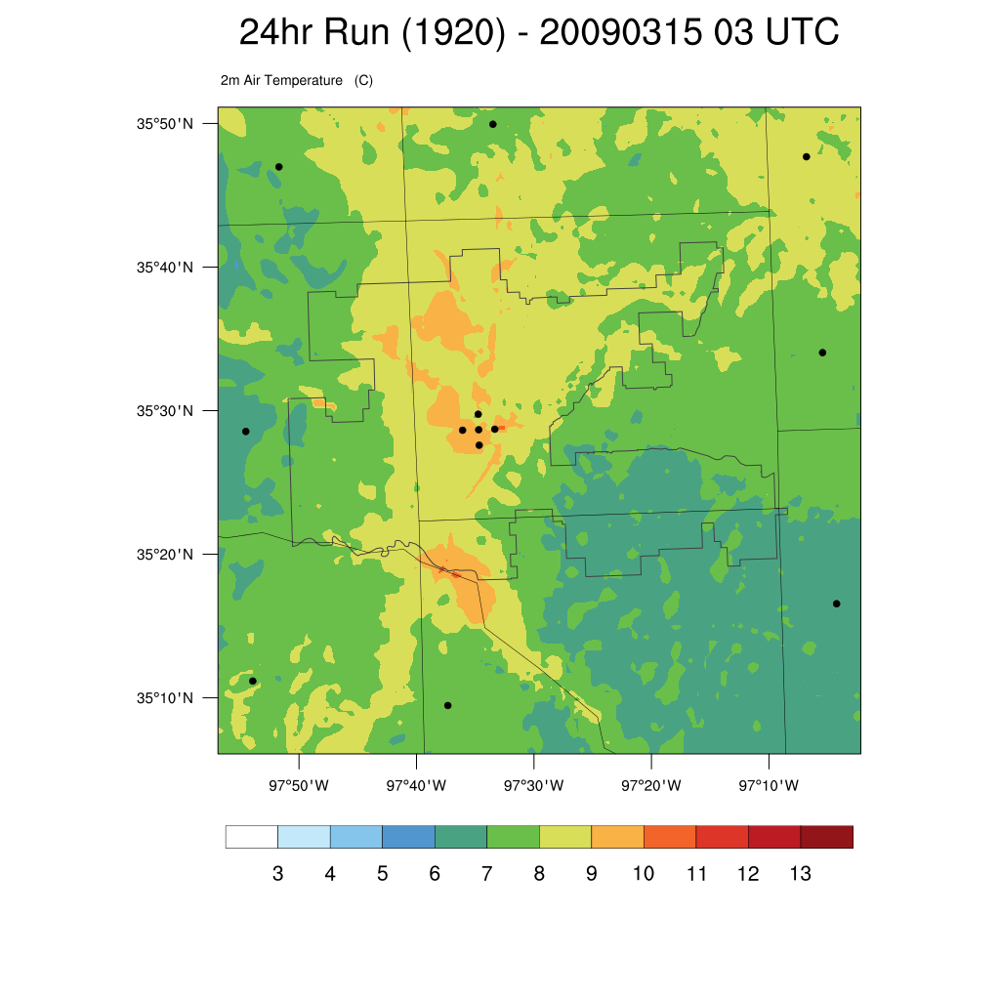 24hr Run (1920) - 20090315 03 UTC
2m Air Temperature (C)
35°50'N
35°40'N
35°30'N
35°20'N
35°10'N
97°50'W 97°40'W 97°30'W 97°20'W 97°10'W
3 4 5 6 7 8 9 10 11 12 13